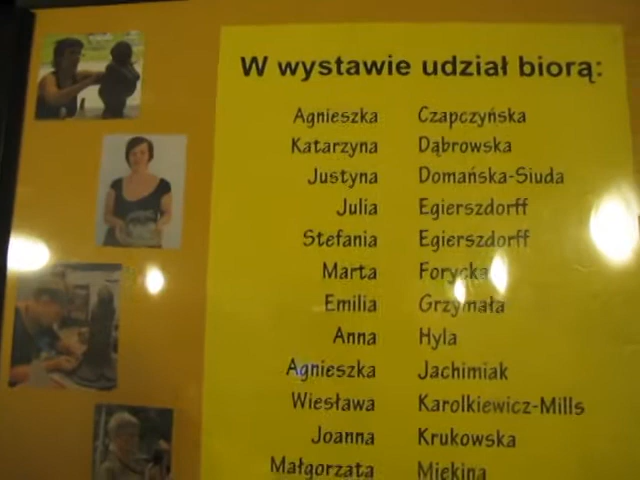 W wystawie udział biorą:
Agnieszka Czapczyńska
Katarzyna Dąbrowska
Justyna Domańska-Siuda
Julia Egierszdorff
Stefania Egierszdorff
Marta Forycka
Emilia Grzymała
Anna Hyla
Agnieszka Jachimiak
Wiesława Karolkiewicz-Mills
Joanna Krukowska
Małgorzata Miękina